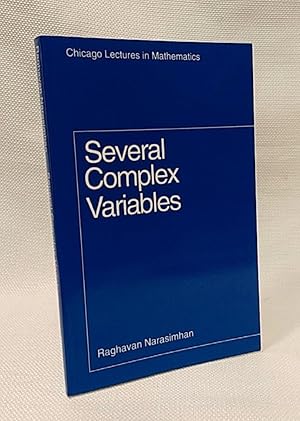 Chicago Lectures in Mathematics
Several
Complex
Variables
Raghavan Narasimhan